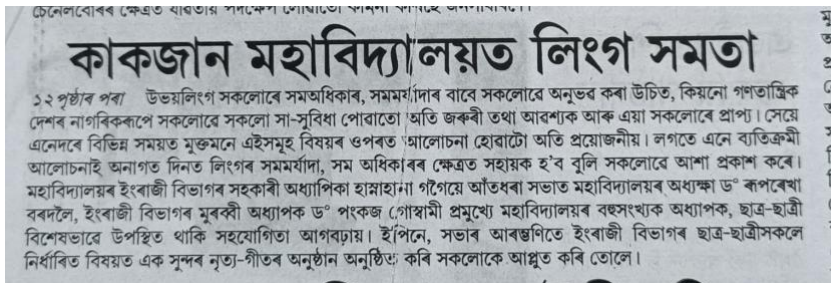 কাকজান মহাবিদ্যালয়ত লিংগ সমতা
১২ পৃষ্ঠাৰ পৰা উভয়লিংগ সকলোৰে সমঅধিকাৰ, সমমৰ্যাদাৰ বাবে সকলোৱে অনুভৱ কৰা উচিত, কিয়নো গণতান্ত্ৰিক
দেশৰ নাগৰিকৰূপে সকলোৱে সকলো সা-সুবিধা পোৱাটো অতি জৰুৰী তথা আৱশ্যক আৰু এয়া সকলোৰে প্ৰাপ্য। সেয়ে
এনেদৰে বিভিন্ন সময়ত মুক্তমনে এইসমূহ বিষয়ৰ ওপৰত আলোচনা হোৱাটো অতি প্ৰয়োজনীয়। লগতে এনে ব্যতিক্ৰমী
আলোচনাই অনাগত দিনত লিংগৰ সমমৰ্যাদা, সম অধিকাৰৰ ক্ষেত্ৰত সহায়ক হ'ব বুলি সকলোৱে আশা প্ৰকাশ কৰে।
মহাবিদ্যালয়ৰ ইংৰাজী বিভাগৰ সহকাৰী অধ্যাপিকা হাস্নাহানা গগৈয়ে আঁতধৰা সভাত মহাবিদ্যালয়ৰ অধ্যক্ষা ড° ৰূপৰেখা
বৰদলৈ, ইংৰাজী বিভাগৰ মুৰব্বী অধ্যাপক ড° পংকজ গোস্বামী প্ৰমুখ্যে মহাবিদ্যালয়ৰ বহুসংখ্যক অধ্যাপক, ছাত্ৰ-ছাত্ৰী
বিশেষভাৱে উপস্থিত থাকি সহযোগিতা আগবঢ়ায়। ইপিনে, সভাৰ আৰম্ভণিতে ইংৰাজী বিভাগৰ ছাত্ৰ-ছাত্ৰীসকলে
নিৰ্ধাৰিত বিষয়ত এক সুন্দৰ নৃত্য-গীতৰ অনুষ্ঠান অনুষ্ঠিত কৰি সকলোকে আপ্লুত কৰি তোলে।